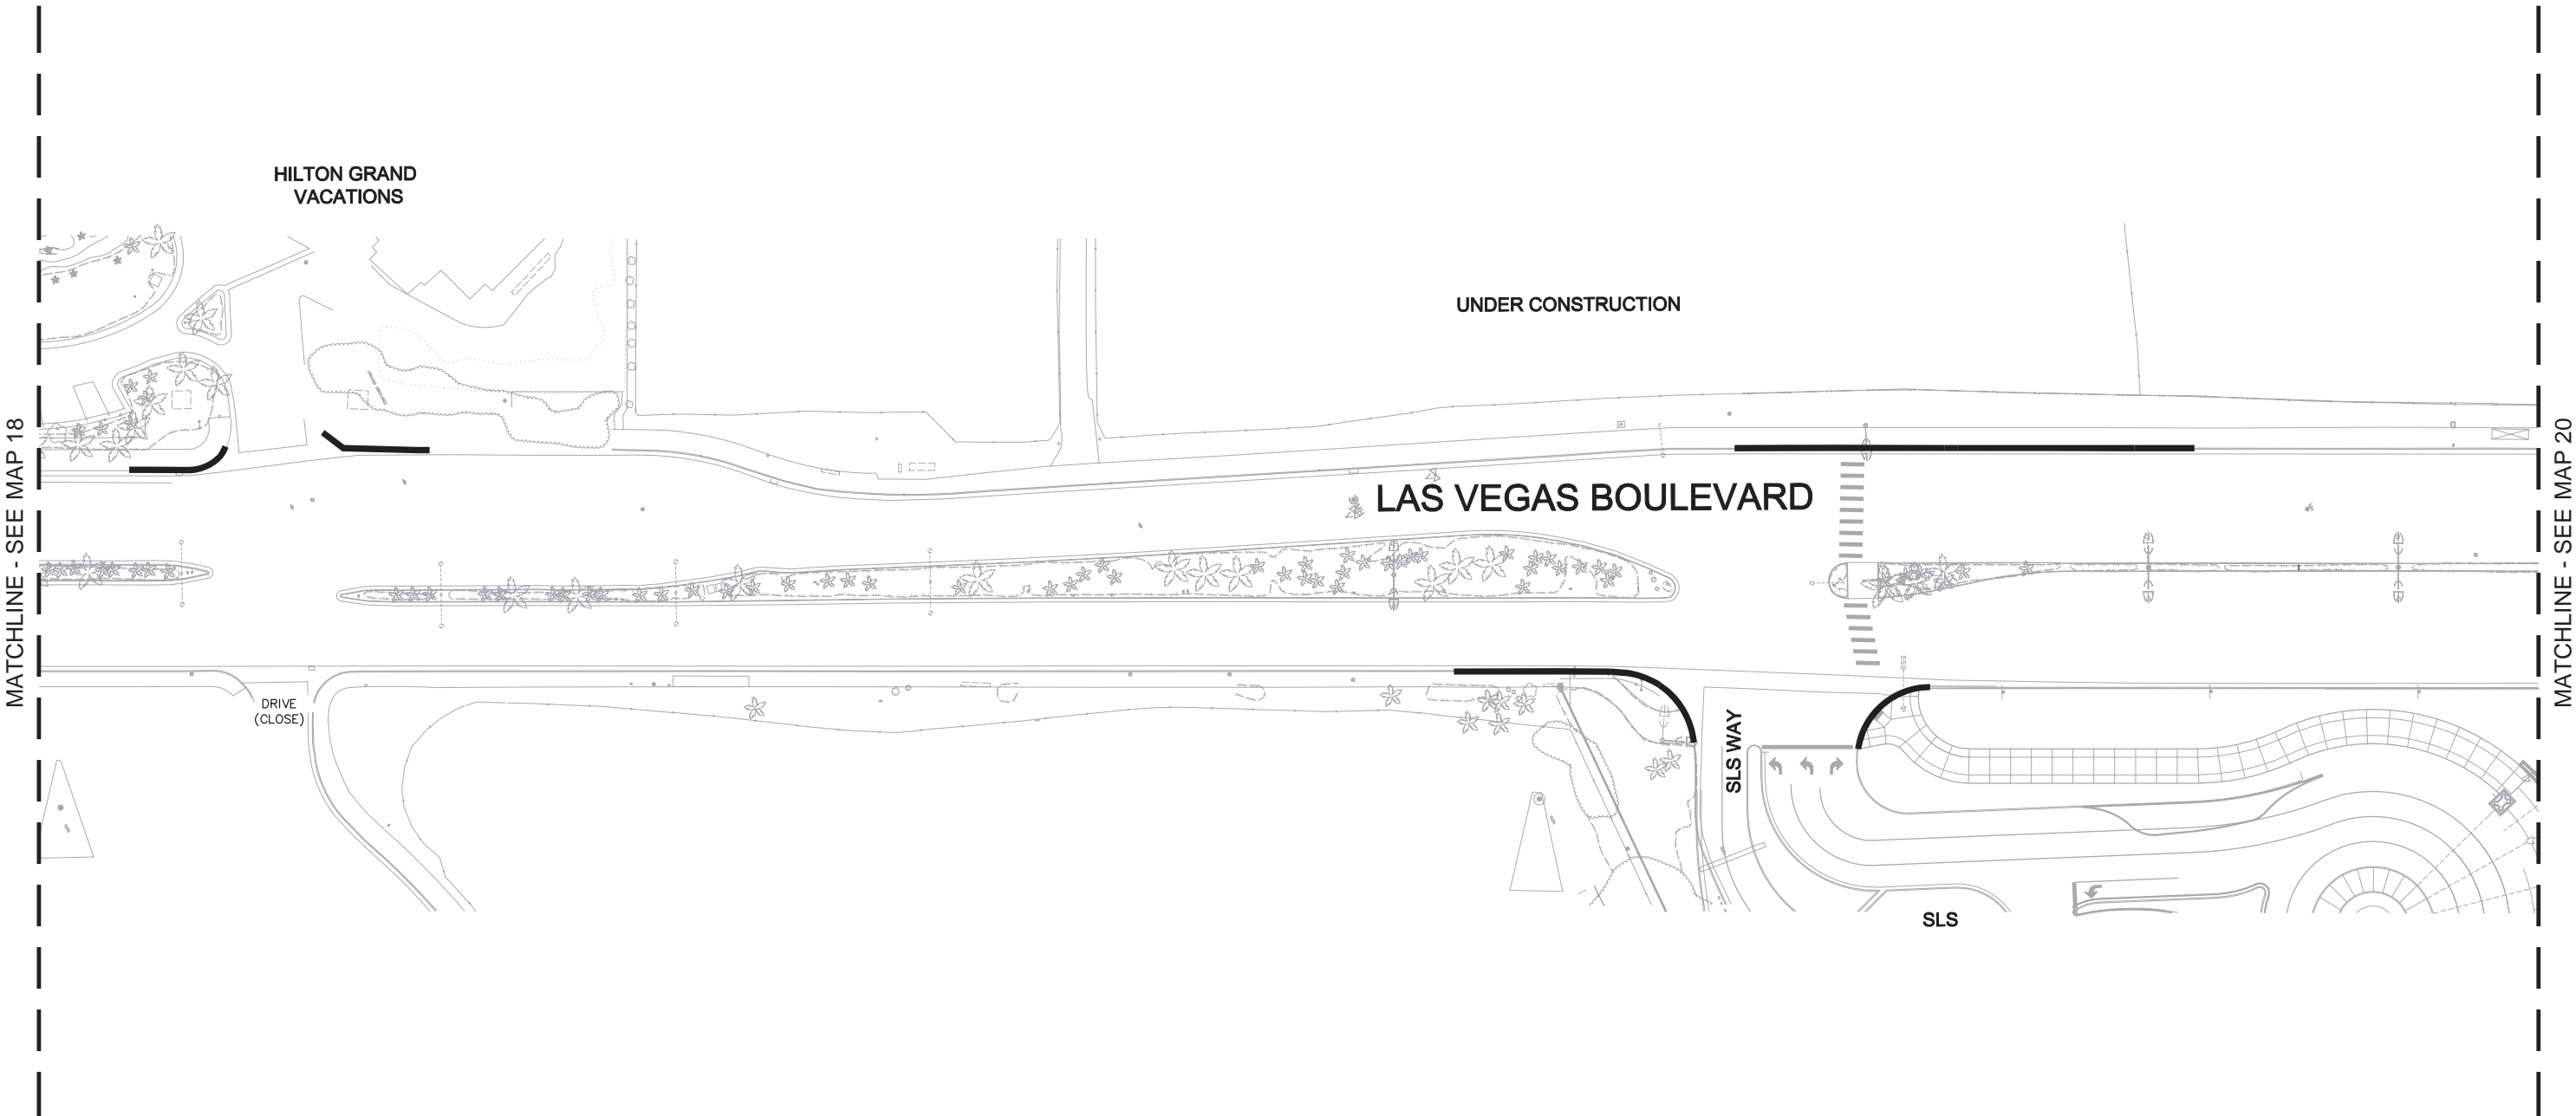 HILTON GRAND
VACATIONS
UNDER CONSTRUCTION
MATCHLINE - SEE MAP 18
LAS VEGAS BOULEVARD
MATCHLINE - SEE MAP 20
DRIVE
(CLOSE)
SLS WAY
SLS